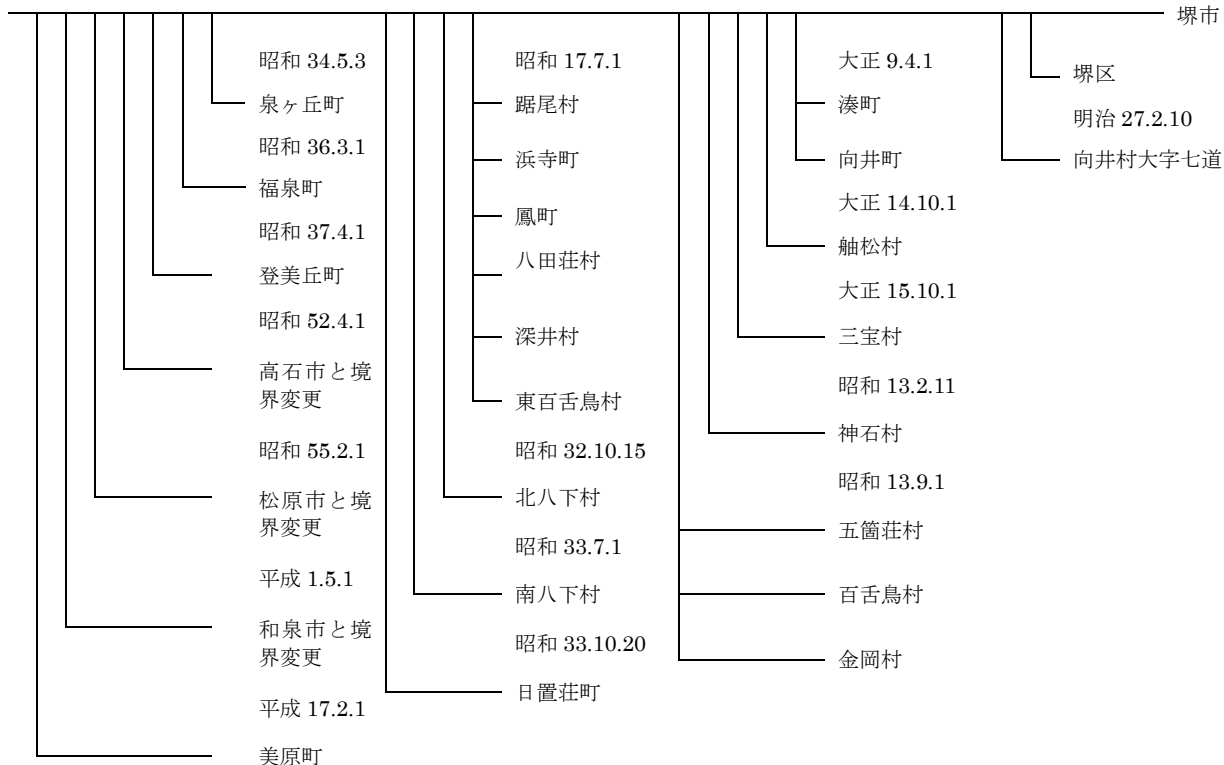 堺市
堺区
明治 27.2.10
向井村大字七道
大正 9.4.1
湊町
向井町
大正 14.10.1
舳松村
大正 15.10.1
三宝村
昭和 13.2.11
神石村
昭和 13.9.1
五箇荘村
百舌鳥村
金岡村
昭和 17.7.1
踞尾村
浜寺町
鳳町
八田荘村
深井村
東百舌鳥村
昭和 32.10.15
北八下村
昭和 33.7.1
南八下村
昭和 33.10.20
日置荘町
昭和 34.5.3
泉ヶ丘町
昭和 36.3.1
福泉町
昭和 37.4.1
登美丘町
昭和 52.4.1
高石市と境
界変更
昭和 55.2.1
松原市と境
界変更
平成 1.5.1
和泉市と境
界変更
平成 17.2.1
美原町